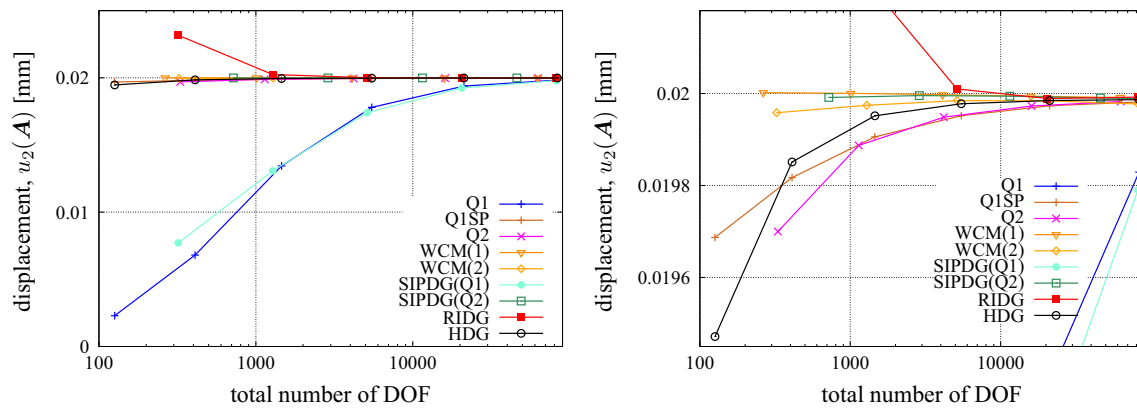 displacement, u₂(A) [mm]
0.02
0.01
0
100
1000
10000
total number of DOF
Q1
Q1SP
Q2
WCM(1)
WCM(2)
SIPDG(Q1)
SIPDG(Q2)
RIDG
HDG
displacement, u₂(A) [mm]
0.02
0.0198
0.0196
100
1000
10000
total number of DOF
Q1
Q1SP
Q2
WCM(1)
WCM(2)
SIPDG(Q1)
SIPDG(Q2)
RIDG
HDG